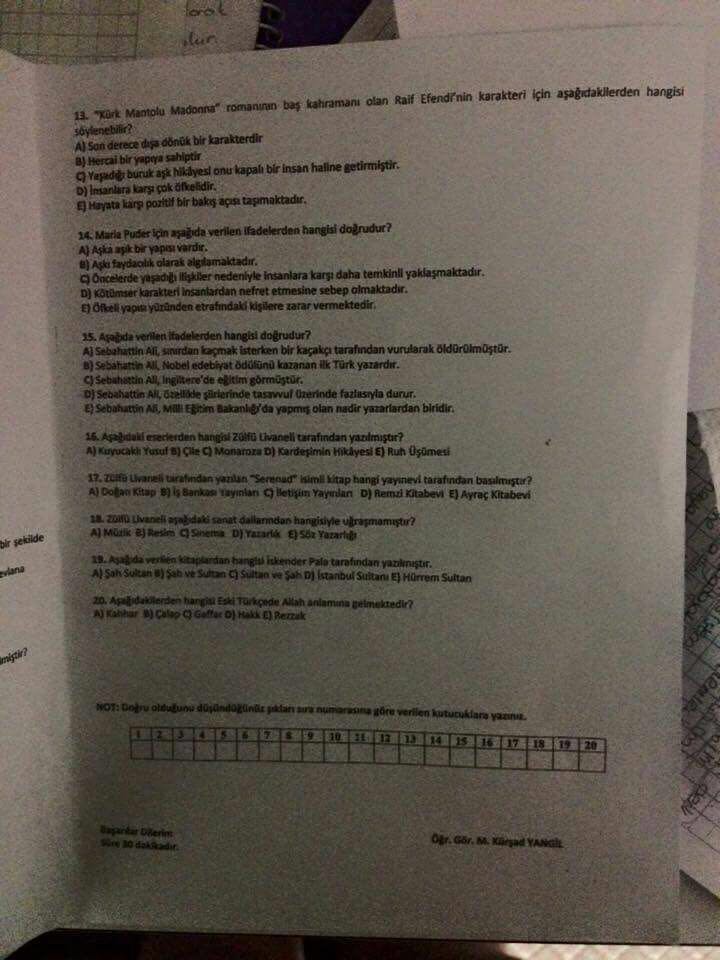 13. "Kürk Mantolu Madonna" romanının baş kahramanı olan Raif Efendi'nin karakteri için aşağıdakilerden hangisi
söylenebilir?
A) Son derece dışa dönük bir karakterdir
B) Hercai bir yapıya sahiptir
C) Yaşadığı buruk aşk hikâyesi onu kapalı bir insan haline getirmiştir.
D) İnsanlara karşı çok öfkelidir.
E) Hayata karşı pozitif bir bakış açısı taşımaktadır.
14. Maria Puder için aşağıda verilen ifadelerden hangisi doğrudur?
A) Aşka aşık bir yapısı vardır.
B) Aşkı faydacılık olarak algılamaktadır.
C) Öncelerde yaşadığı ilişkiler nedeniyle insanlara karşı daha temkinli yaklaşmaktadır.
D) Kötümser karakteri insanlardan nefret etmesine sebep olmaktadır.
E) Öfkeli yapısı yüzünden etrafındaki kişilere zarar vermektedir.
15. Aşağıda verilen ifadelerden hangisi doğrudur?
A) Sebahattin Ali, sınırdan kaçmak isterken bir kaçakçı tarafından vurularak öldürülmüştür.
B) Sebahattin Ali, Nobel edebiyat ödülünü kazanan ilk Türk yazardır.
C) Sebahattin Ali, İngiltere'de eğitim görmüştür.
D) Sebahattin Ali, özellikle şiirlerinde tasavvuf üzerinde fazlasıyla durur.
E) Sebahattin Ali, Milli Eğitim Bakanlığı'da yapmış olan nadir yazarlardan biridir.
16. Aşağıdaki eserlerden hangisi Zülfü Livaneli tarafından yazılmıştır?
A) Kuyucaklı Yusuf B) Çile C) Monaroza D) Kardeşimin Hikâyesi E) Ruh Üşümesi
17. Zülfü Livaneli tarafından yazılan "Serenad" isimli kitap hangi yayınevi tarafından basılmıştır?
A) Doğan Kitap B) İş Bankası Yayınları C) İletişim Yayınları D) Remzi Kitabevi E) Ayraç Kitabevi
18. Zülfü Livaneli aşağıdaki sanat dallarından hangisiyle uğraşmamıştır?
A) Müzik B) Resim C) Sinema D) Yazarlık E) Söz Yazarlığı
19. Aşağıda verilen kitaplardan hangisi İskender Pala tarafından yazılmıştır.
A) Şah Sultan B) Şah ve Sultan C) Sultan ve Şah D) İstanbul Sultanı E) Hürrem Sultan
20. Aşağıdakilerden hangisi Eski Türkçede Allah anlamına gelmektedir?
A) Kahhar B) Çalap C) Gaffar D) Hakk E) Rezzak
NOT: Doğru olduğunu düşündüğünüz şıkları sıra numarasına göre verilen kutucuklara yazınız.
1 2 3 4 5 6 7 8 9 10 11 12 13 14 15 16 17 18 19 20
Başarılar Dilerim
Süre 30 dakikadır.
Öğr. Gör. M. Kürşad YANGİL
bir şekilde
evlana
miştir?